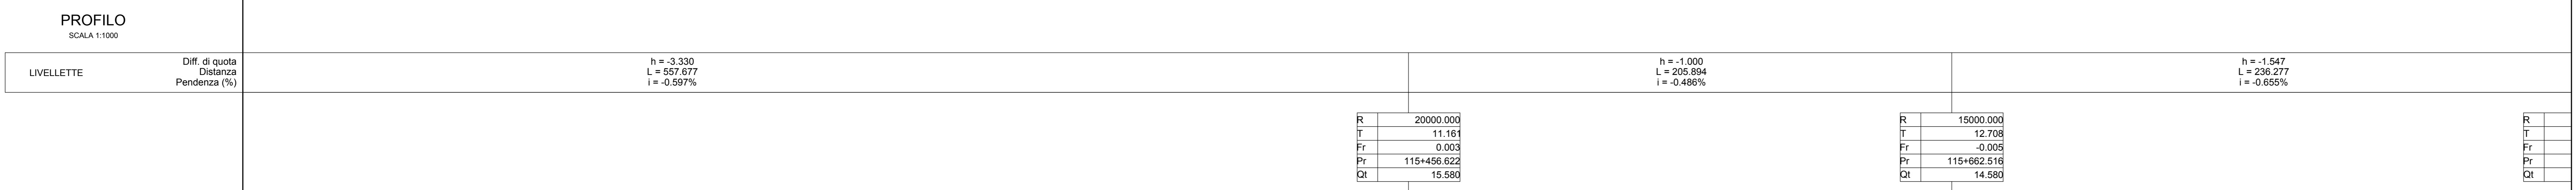 PROFILO
SCALA 1:1000
LIVELLETTE
Diff. di quota
Distanza
Pendenza (%)
h = -3.330
L = 557.677
i = -0.597%
h = -1.000
L = 205.894
i = -0.486%
h = -1.547
L = 236.277
i = -0.655%
R 20000.000
T 11.161
Fr 0.003
Pr 115+456.622
Qt 15.580
R 15000.000
T 12.708
Fr -0.005
Pr 115+662.516
Qt 14.580
R
T
Fr
Pr
Qt